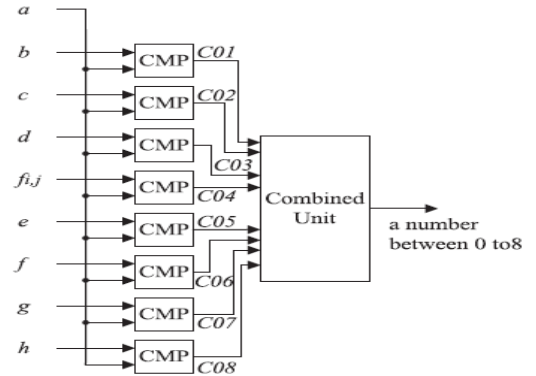 a
b
CMP
C01
c
CMP
C02
d
CMP
C03
fi,j
CMP
C04
e
CMP
C05
f
CMP
C06
g
CMP
C07
h
CMP
C08
Combined
Unit
a number
between 0 to8